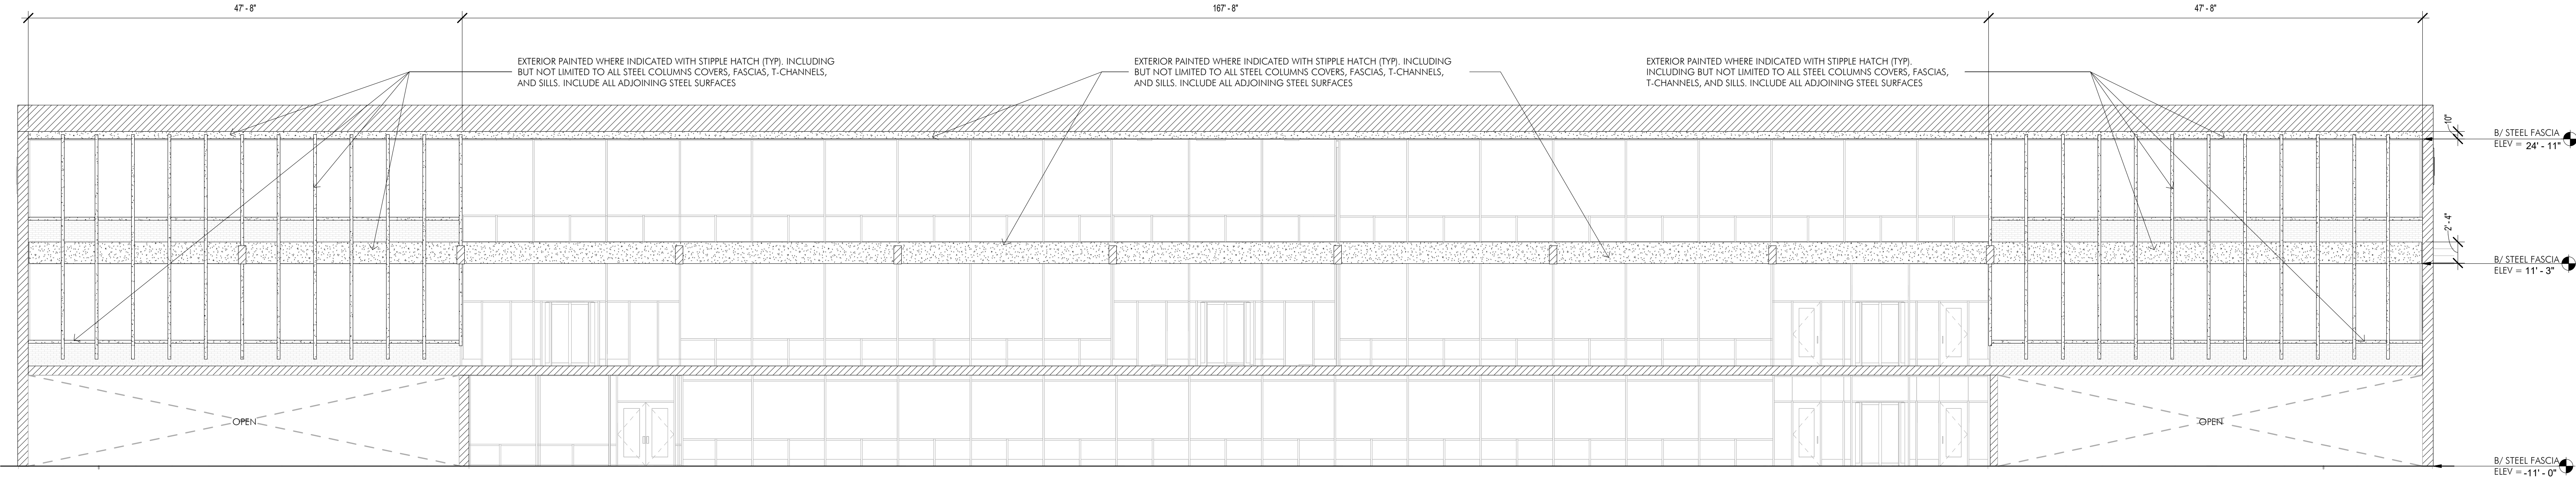 47' - 8"
167' - 8"
47' - 8"
EXTERIOR PAINTED WHERE INDICATED WITH STIPPLE HATCH (TYP). INCLUDING
BUT NOT LIMITED TO ALL STEEL COLUMNS COVERS, FASCIAS, T-CHANNELS,
AND SILLS. INCLUDE ALL ADJOINING STEEL SURFACES
EXTERIOR PAINTED WHERE INDICATED WITH STIPPLE HATCH (TYP). INCLUDING
BUT NOT LIMITED TO ALL STEEL COLUMNS COVERS, FASCIAS, T-CHANNELS,
AND SILLS. INCLUDE ALL ADJOINING STEEL SURFACES
EXTERIOR PAINTED WHERE INDICATED WITH STIPPLE HATCH (TYP).
INCLUDING BUT NOT LIMITED TO ALL STEEL COLUMNS COVERS, FASCIAS,
T-CHANNELS, AND SILLS. INCLUDE ALL ADJOINING STEEL SURFACES
10"
B/ STEEL FASCIA
ELEV = 24' - 11"
2' - 4"
B/ STEEL FASCIA
ELEV = 11' - 3"
OPEN
OPEN
B/ STEEL FASCIA
ELEV = -11' - 0"